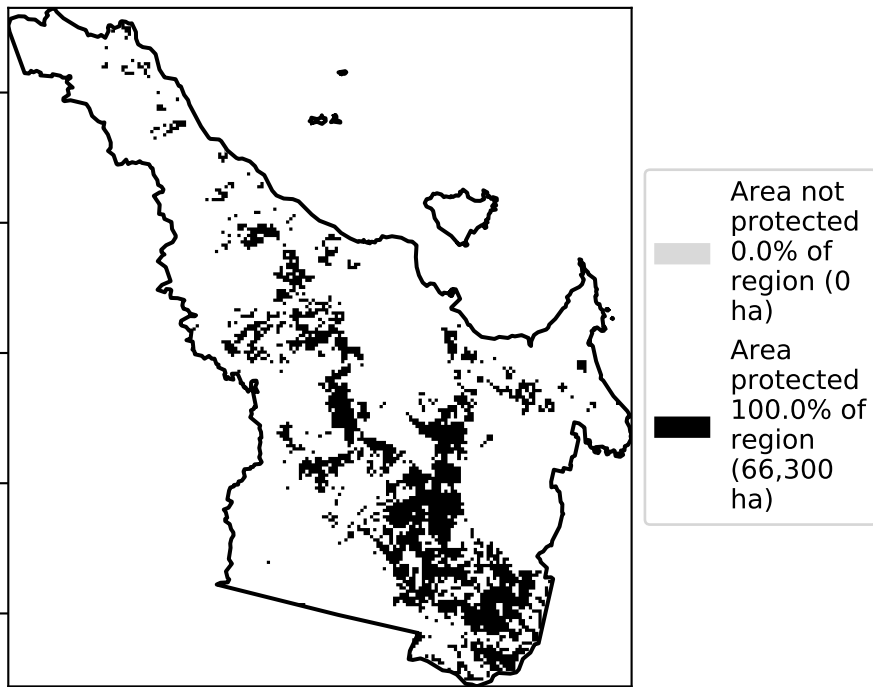 Area not
protected
0.0% of
region (0
ha)
Area
protected
100.0% of
region
(66,300
ha)